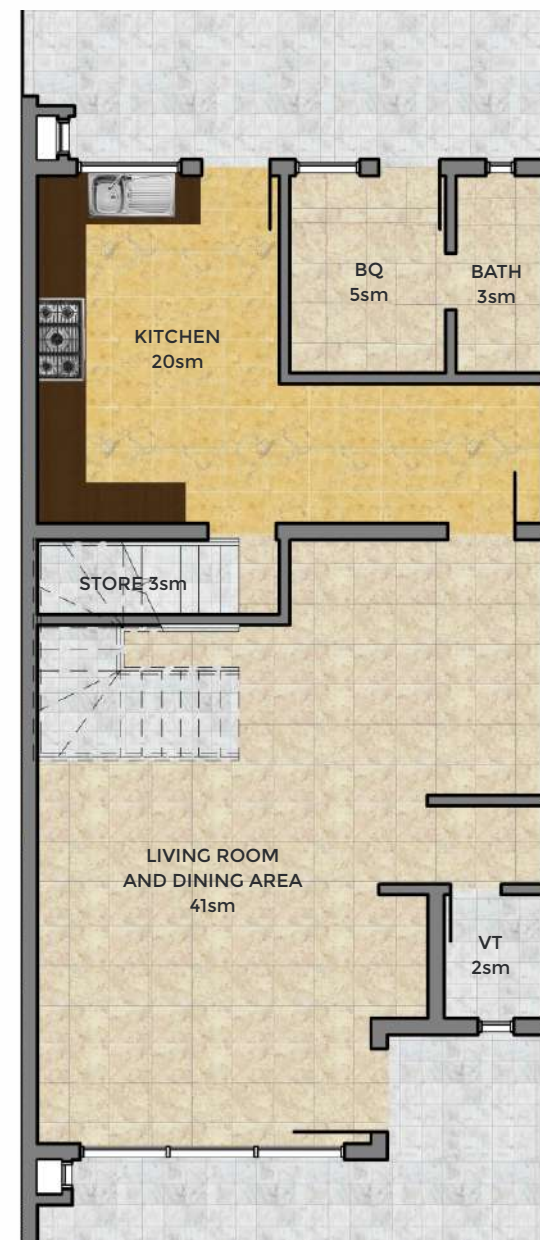 BQ
5sm
BATH
3sm
KITCHEN
20sm
STORE 3sm
LIVING ROOM
AND DINING AREA
41sm
VT
2sm